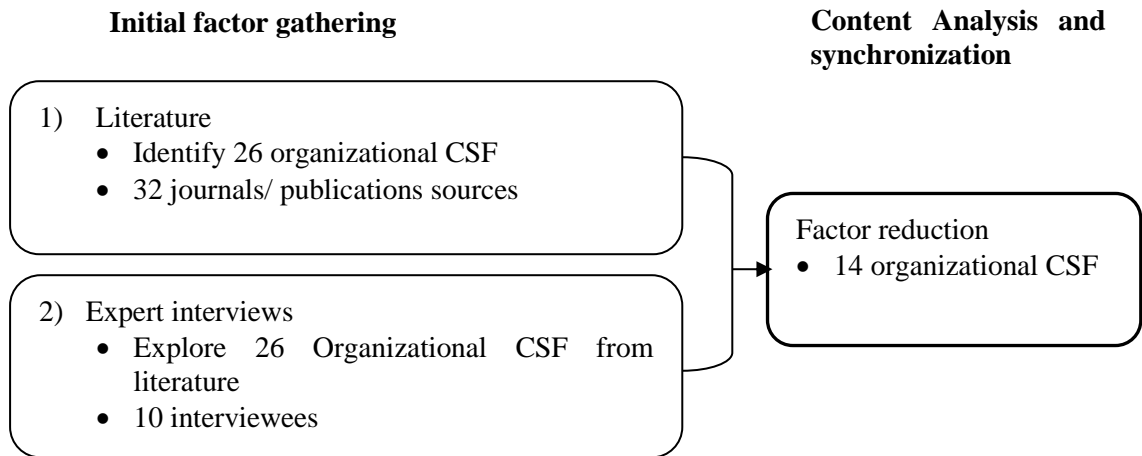 Initial factor gathering
Content Analysis and
synchronization
1) Literature
• Identify 26 organizational CSF
• 32 journals/ publications sources
2) Expert interviews
• Explore 26 Organizational CSF from
literature
• 10 interviewees
Factor reduction
• 14 organizational CSF